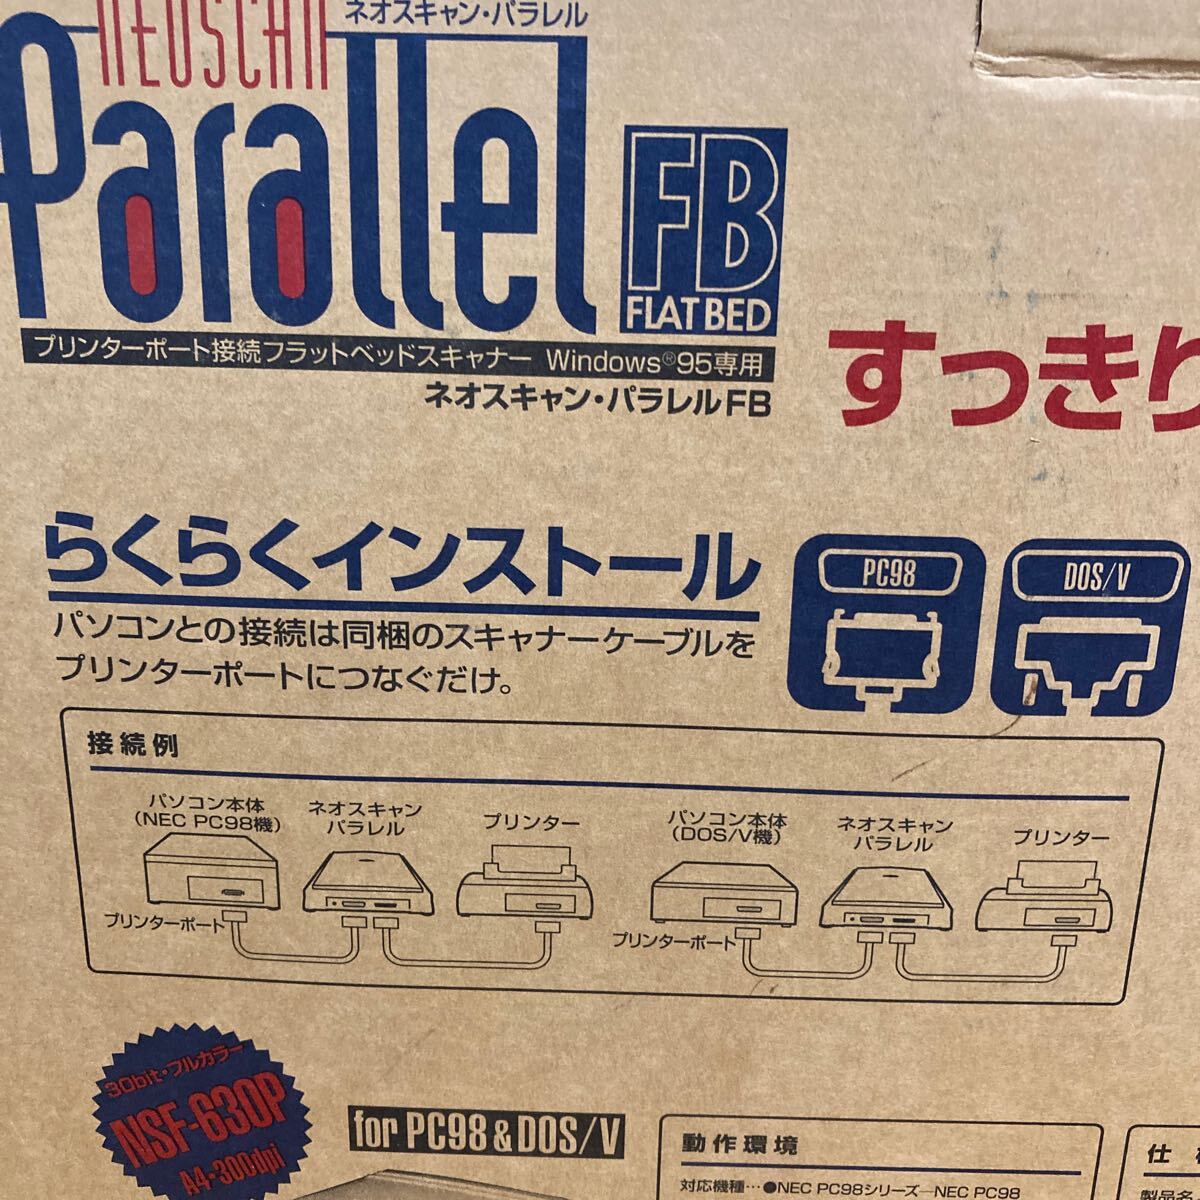 NEOSCAN
ネオスキャン・パラレル
Parallel
FB
FLATBED
プリンターポート接続フラットベッドスキャナー Windows®95専用
ネオスキャン・パラレルFB
すっきり
らくらくインストール
PC98
DOS/V
パソコンとの接続は同梱のスキャナーケーブルを
プリンターポートにつなぐだけ。
接続例
パソコン本体
(NEC PC98機)
ネオスキャン
パラレル
プリンター
プリンターポート
パソコン本体
(DOS/V機)
ネオスキャン
パラレル
プリンター
プリンターポート
30bit・フルカラー
NSF-630P
A4・300dpi
for PC98 & DOS/V
動作環境
対応機種…●NEC PC98シリーズ―NEC PC98
仕
製品名